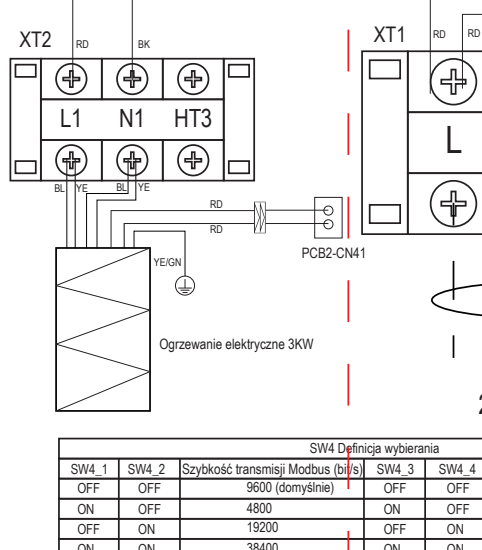 XT2
RD
BK
L1 N1 HT3
BL YE BL YE
RD
RD
YE/GN
PCB2-CN41
Ogrzewanie elektryczne 3KW
XT1
RD
RD
L
SW4 Definicja wybierania
SW4_1 SW4_2 Szybkość transmisji Modbus (bit/s) SW4_3 SW4_4
OFF OFF 9600 (domyślnie) OFF OFF
ON OFF 4800 ON OFF
OFF ON 19200 OFF ON
ON ON 38400 ON ON